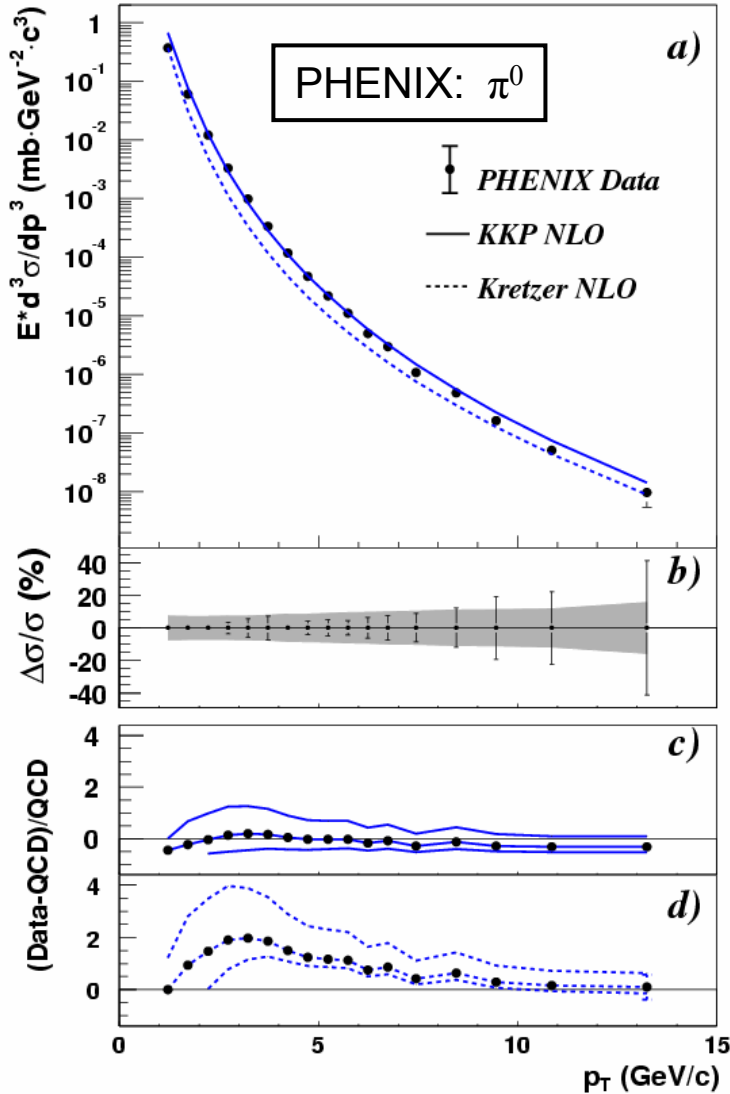 E*d³σ/dp³ (mb·GeV⁻²·c³)
1
10⁻¹
10⁻²
10⁻³
10⁻⁴
10⁻⁵
10⁻⁶
10⁻⁷
10⁻⁸
a)
PHENIX: π⁰
PHENIX Data
KKP NLO
Kretzer NLO
Δσ/σ (%)
40
20
0
-20
-40
b)
(Data-QCD)/QCD
4
2
0
c)
4
2
0
d)
0 5 10 15
p_T (GeV/c)